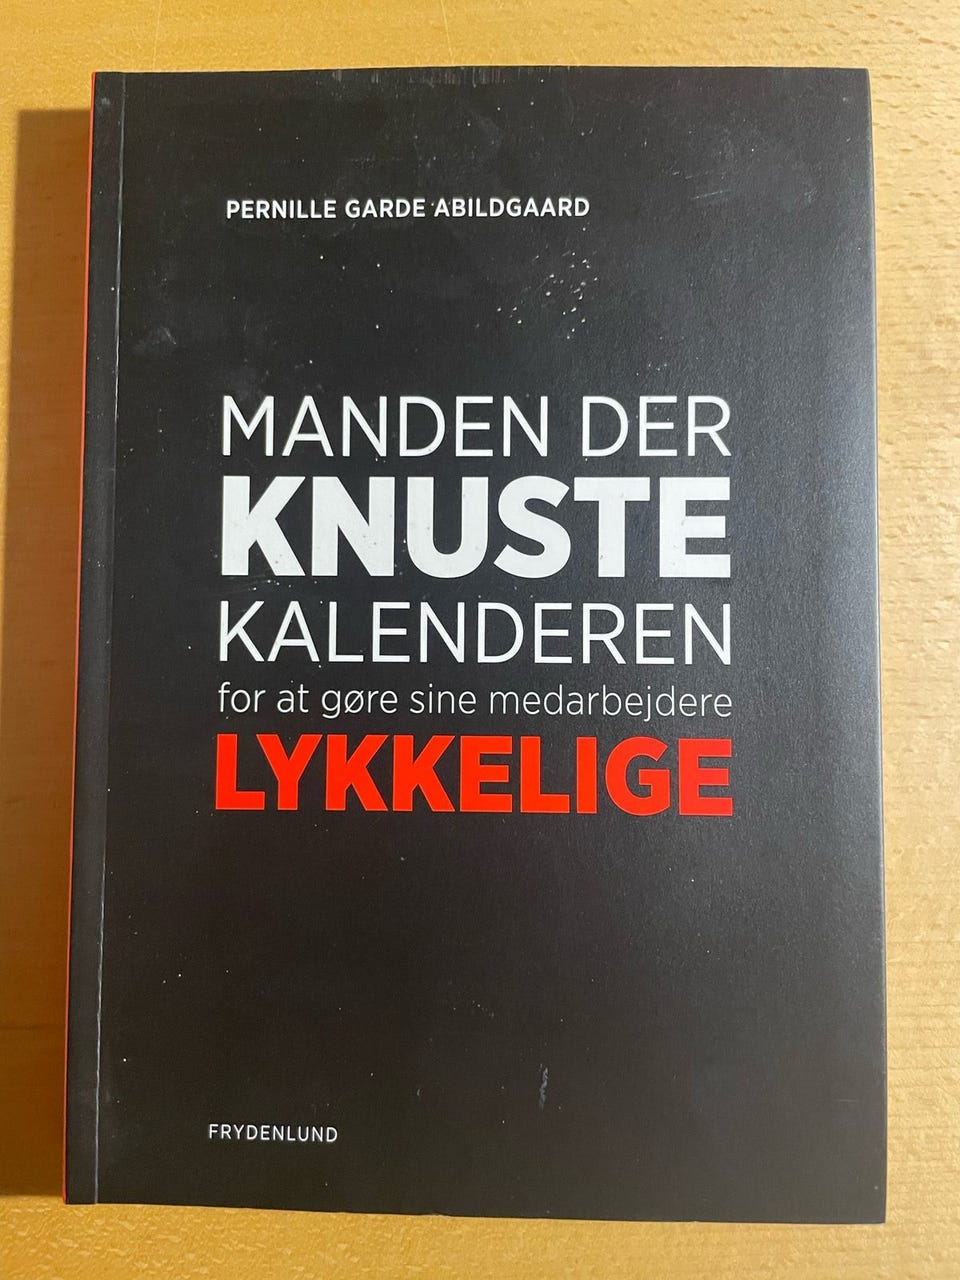 PERNILLE GARDE ABILDGAARD
MANDEN DER
KNUSTE
KALENDEREN
for at gøre sine medarbejdere
LYKKELIGE
FRYDENLUND